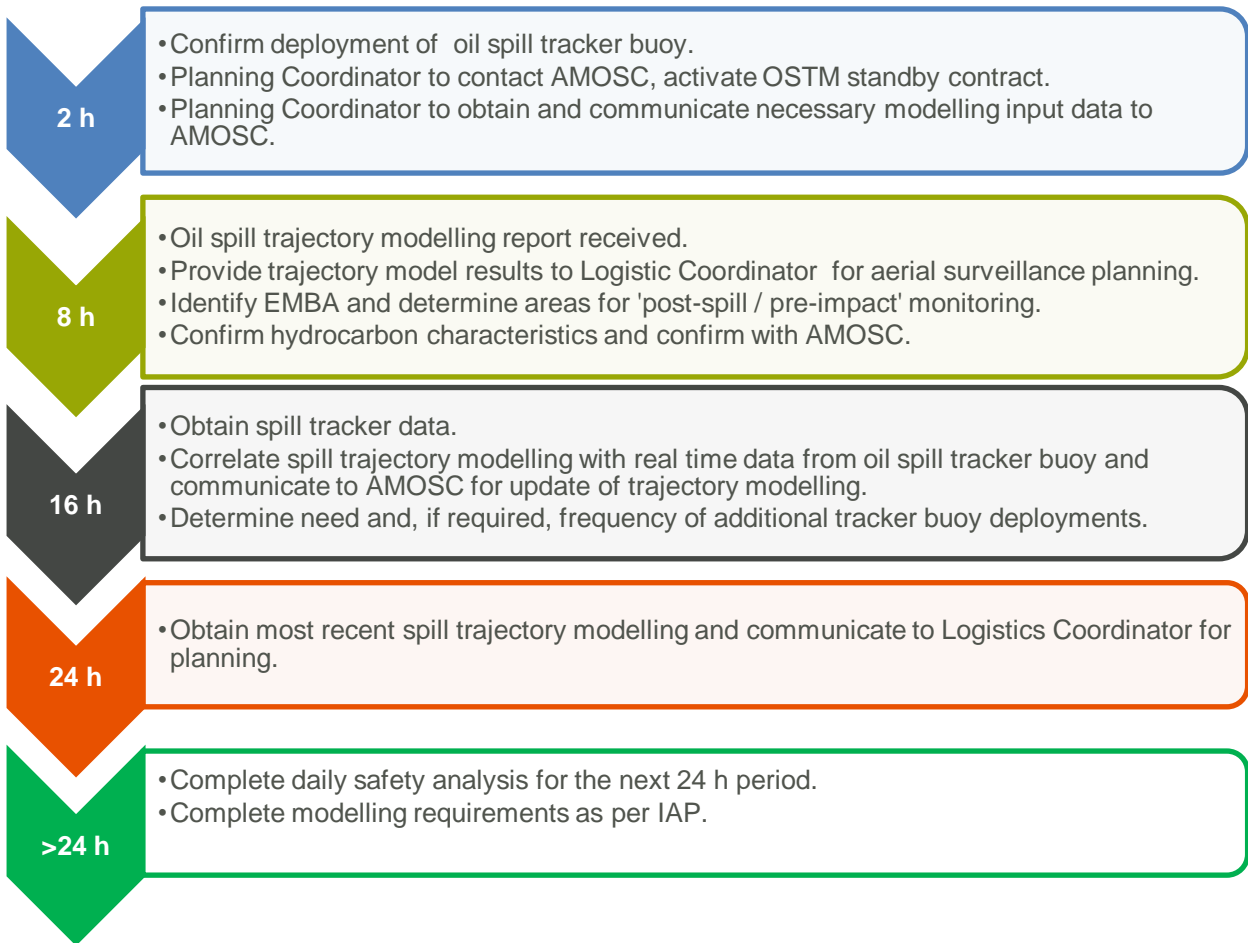 2 h
•Confirm deployment of  oil spill tracker buoy.
•Planning Coordinator to contact AMOSC, activate OSTM standby contract.
•Planning Coordinator to obtain and communicate necessary modelling input data to
AMOSC.
8 h
•Oil spill trajectory modelling report received.
•Provide trajectory model results to Logistic Coordinator  for aerial surveillance planning.
•Identify EMBA and determine areas for 'post-spill / pre-impact' monitoring.
•Confirm hydrocarbon characteristics and confirm with AMOSC.
16 h
•Obtain spill tracker data.
•Correlate spill trajectory modelling with real time data from oil spill tracker buoy and
communicate to AMOSC for update of trajectory modelling.
•Determine need and, if required, frequency of additional tracker buoy deployments.
24 h
•Obtain most recent spill trajectory modelling and communicate to Logistics Coordinator for
planning.
>24 h
•Complete daily safety analysis for the next 24 h period.
•Complete modelling requirements as per IAP.